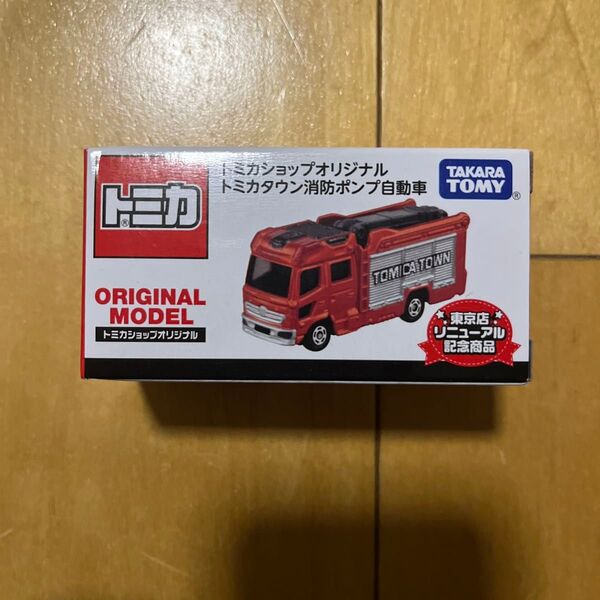 トミカ
®
ORIGINAL
MODEL
トミカショップオリジナル
トミカショップオリジナル
トミカタウン消防ポンプ自動車
TAKARA
TOMY
®
TOMICA TOWN
東京店
リニューアル
記念商品